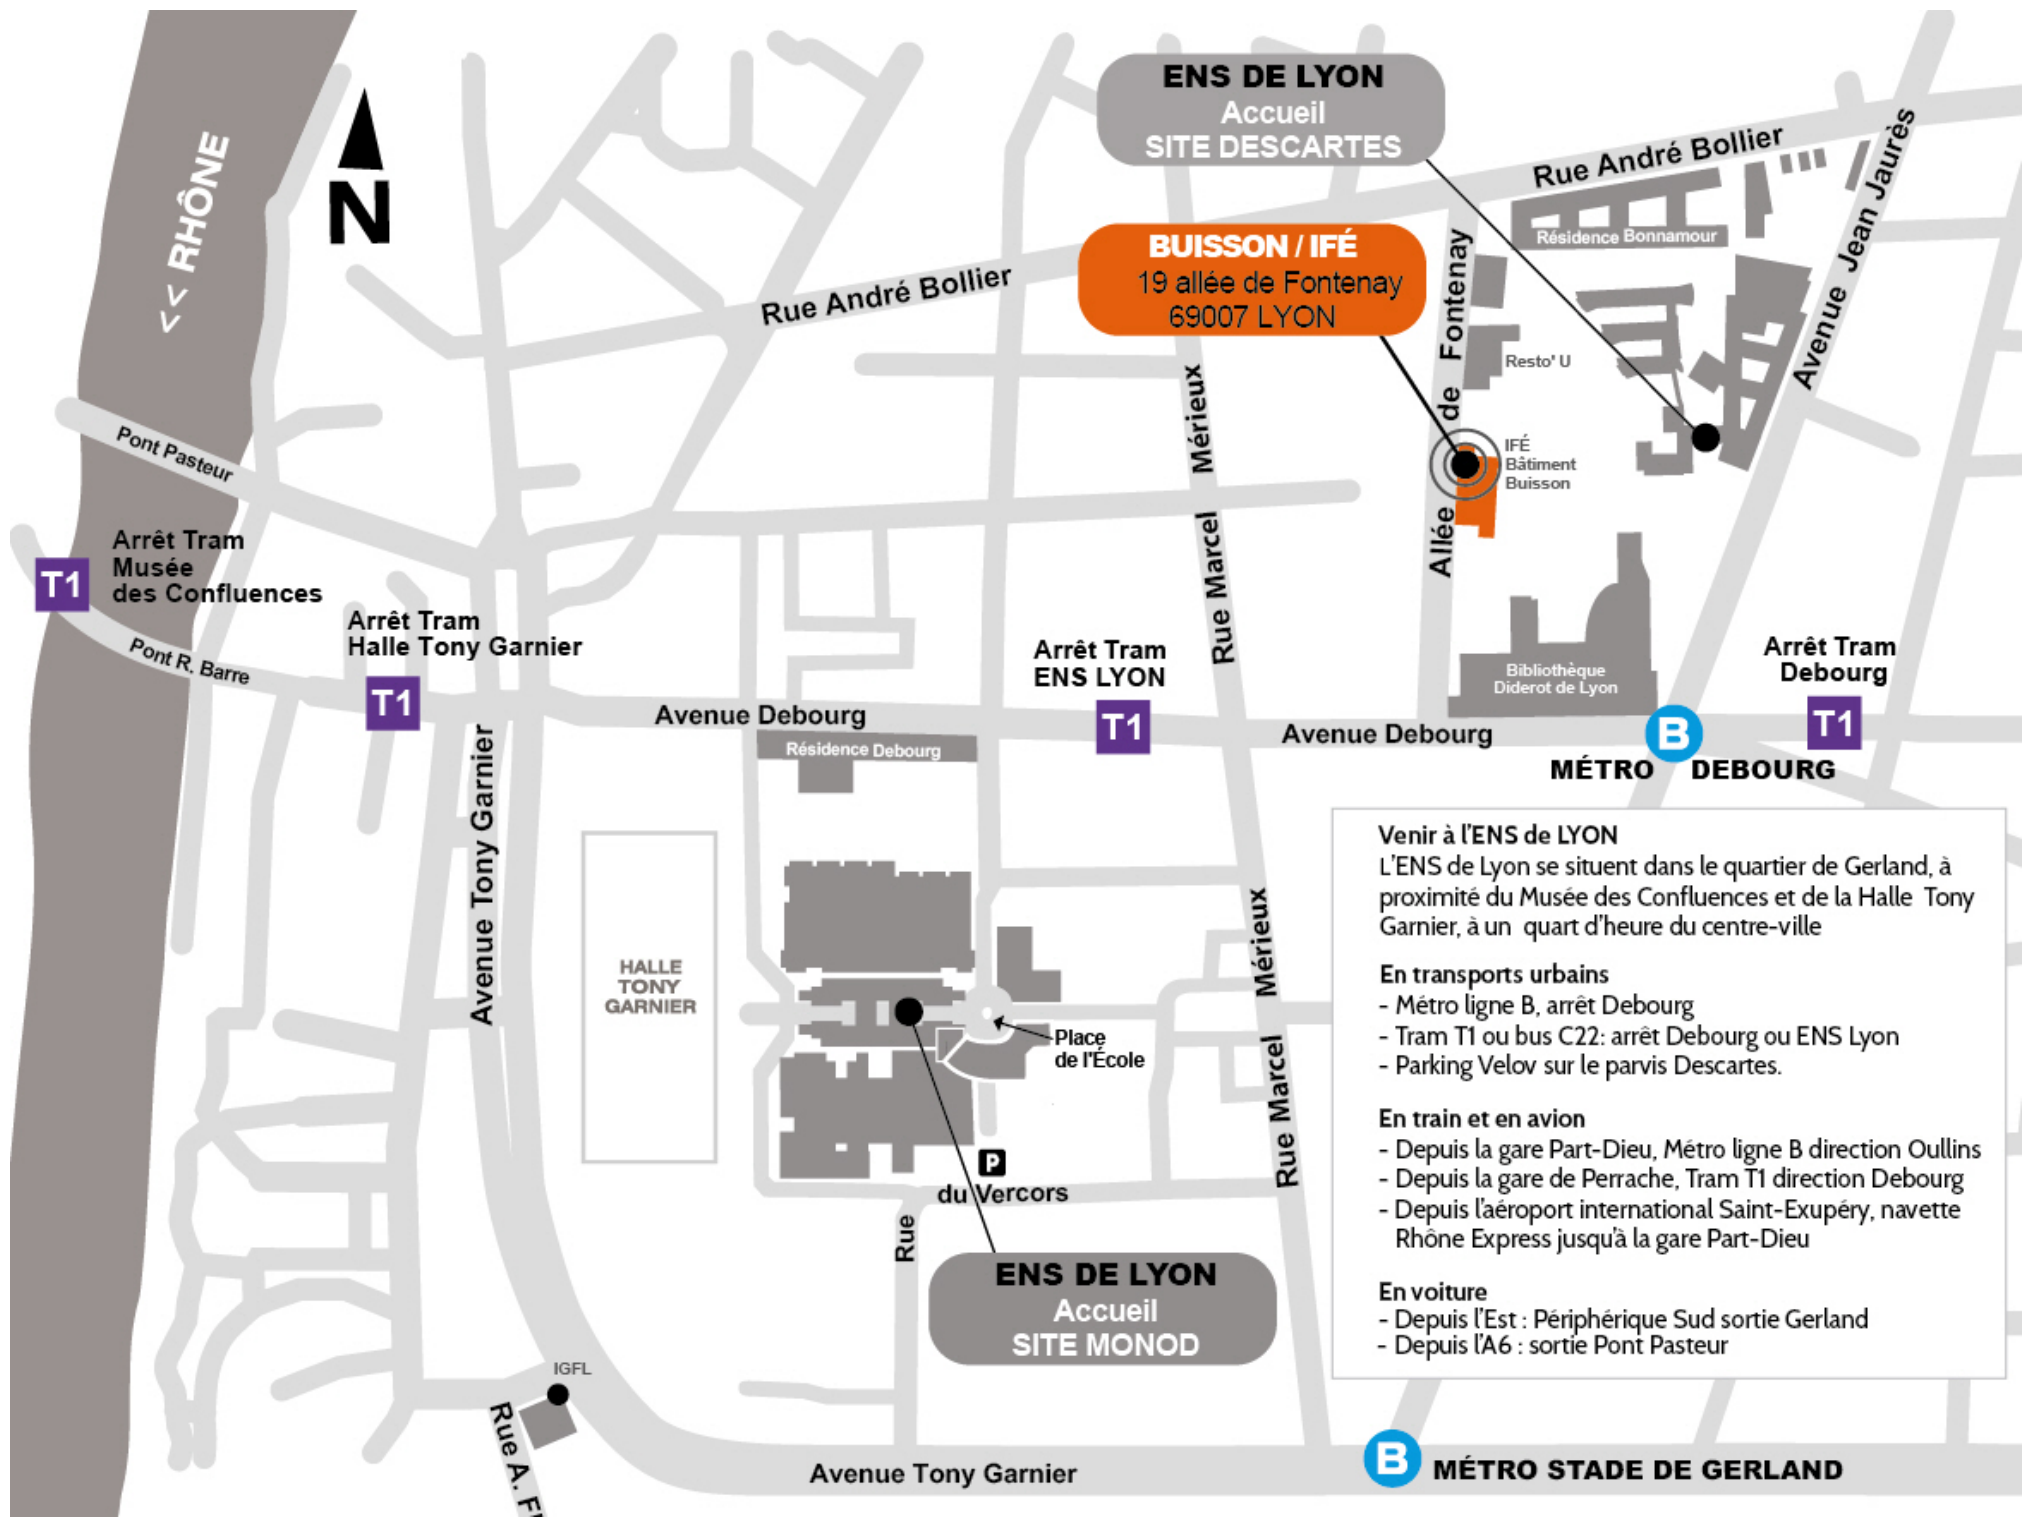 ENS DE LYON
Accueil
SITE DESCARTES
Rue André Bollier
Avenue Jean Jaurès
<< RHÔNE
N
BUISSON / IFÉ
19 allée de Fontenay
69007 LYON
Résidence Bonnamour
Rue André Bollier
Allée de Fontenay
Resto' U
Rue Marcel Mérieux
Pont Pasteur
IFÉ
Bâtiment
Buisson
Arrêt Tram
Musée
des Confluences
T1
Arrêt Tram
Halle Tony Garnier
T1
Pont R. Barre
Arrêt Tram
ENS LYON
T1
Bibliothèque
Diderot de Lyon
Arrêt Tram
Debourg
T1
Avenue Debourg
Avenue Debourg
B
MÉTRO DEBOURG
Résidence Debourg
Avenue Tony Garnier
HALLE
TONY
GARNIER
Rue Marcel Mérieux
Place
de l'École
P
Rue du Vercors
ENS DE LYON
Accueil
SITE MONOD
IGFL
Rue A.
Avenue Tony Garnier
B
MÉTRO STADE DE GERLAND
Venir à l'ENS de LYON
L'ENS de Lyon se situent dans le quartier de Gerland, à
proximité du Musée des Confluences et de la Halle Tony
Garnier, à un quart d'heure du centre-ville
En transports urbains
- Métro ligne B, arrêt Debourg
- Tram T1 ou bus C22: arrêt Debourg ou ENS Lyon
- Parking Velov sur le parvis Descartes.
En train et en avion
- Depuis la gare Part-Dieu, Métro ligne B direction Oullins
- Depuis la gare de Perrache, Tram T1 direction Debourg
- Depuis l'aéroport international Saint-Exupéry, navette
Rhône Express jusqu'à la gare Part-Dieu
En voiture
- Depuis l'Est : Périphérique Sud sortie Gerland
- Depuis l'A6 : sortie Pont Pasteur